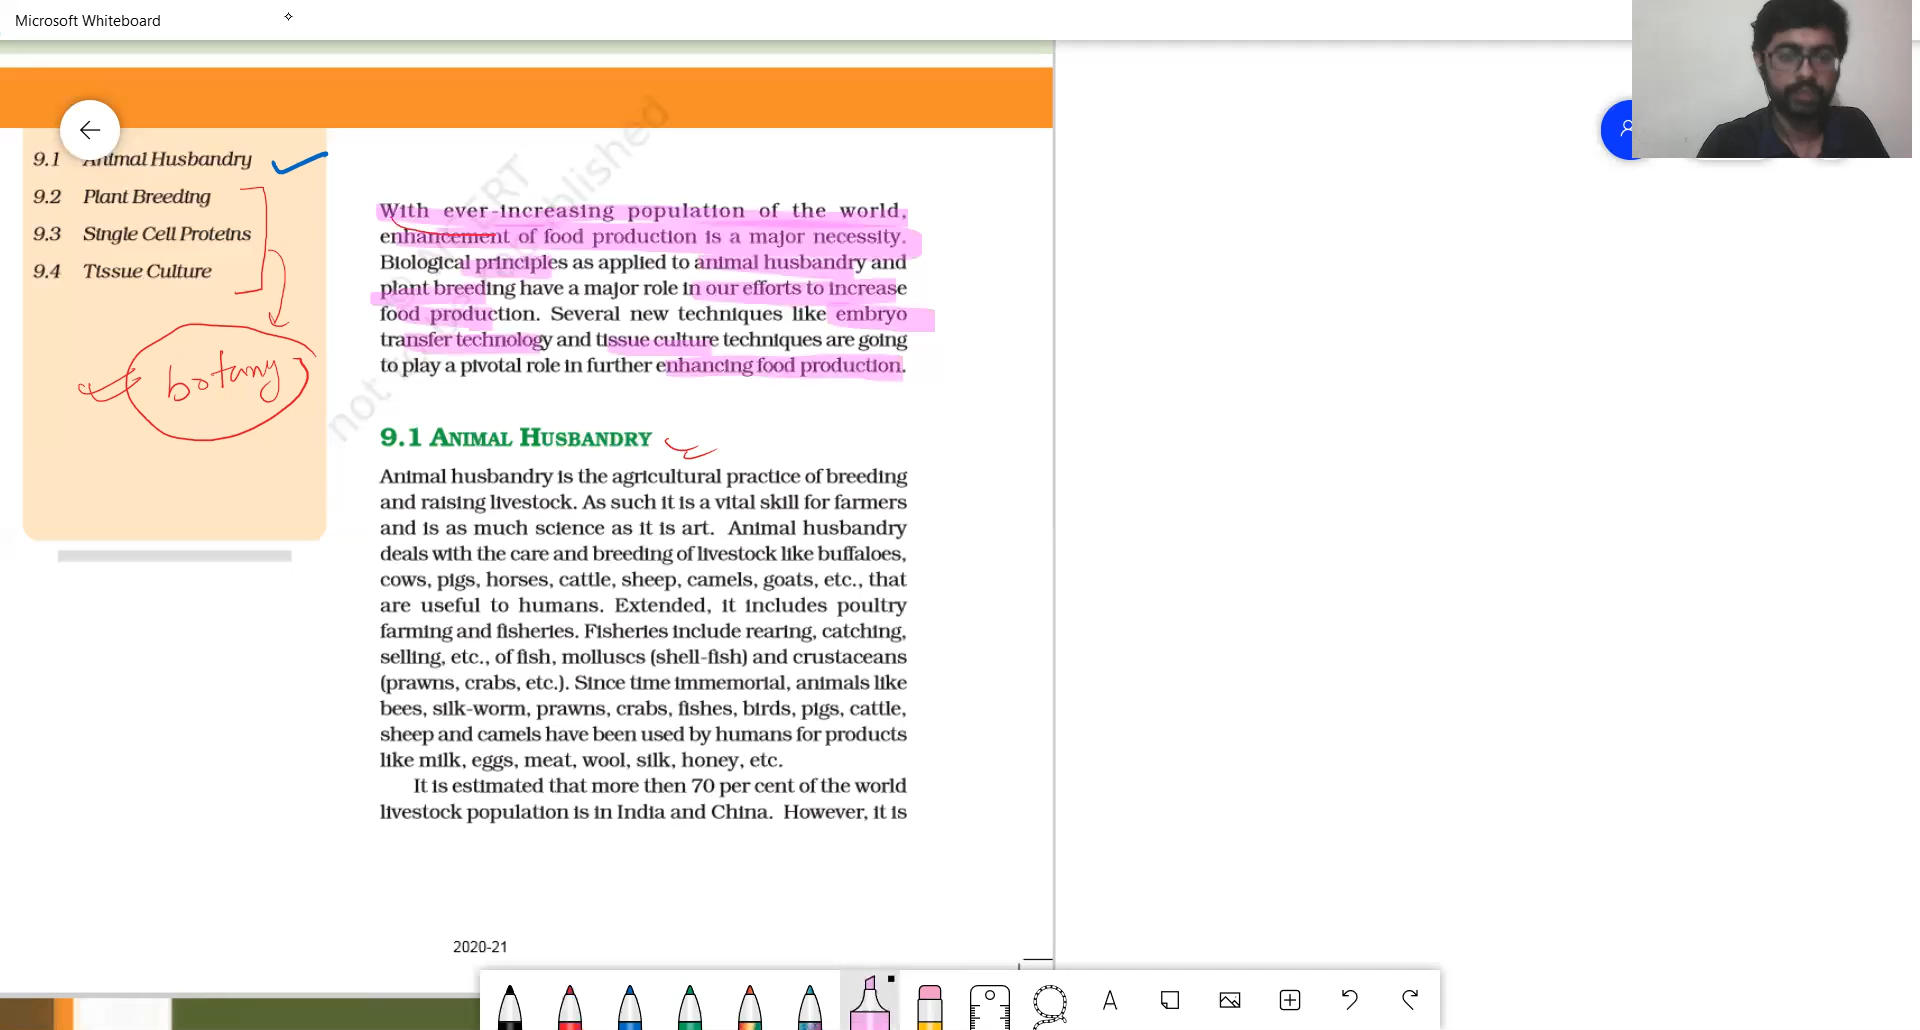 Microsoft Whiteboard
9.1 Animal Husbandry
9.2 Plant Breeding
9.3 Single Cell Proteins
9.4 Tissue Culture
botany
With ever-increasing population of the world,
enhancement of food production is a major necessity.
Biological principles as applied to animal husbandry and
plant breeding have a major role in our efforts to increase
food production. Several new techniques like embryo
transfer technology and tissue culture techniques are going
to play a pivotal role in further enhancing food production.
9.1 ANIMAL HUSBANDRY
Animal husbandry is the agricultural practice of breeding
and raising livestock. As such it is a vital skill for farmers
and is as much science as it is art. Animal husbandry
deals with the care and breeding of livestock like buffaloes,
cows, pigs, horses, cattle, sheep, camels, goats, etc., that
are useful to humans. Extended, it includes poultry
farming and fisheries. Fisheries include rearing, catching,
selling, etc., of fish, molluscs (shell-fish) and crustaceans
(prawns, crabs, etc.). Since time immemorial, animals like
bees, silk-worm, prawns, crabs, fishes, birds, pigs, cattle,
sheep and camels have been used by humans for products
like milk, eggs, meat, wool, silk, honey, etc.
It is estimated that more then 70 per cent of the world
livestock population is in India and China. However, it is
2020-21